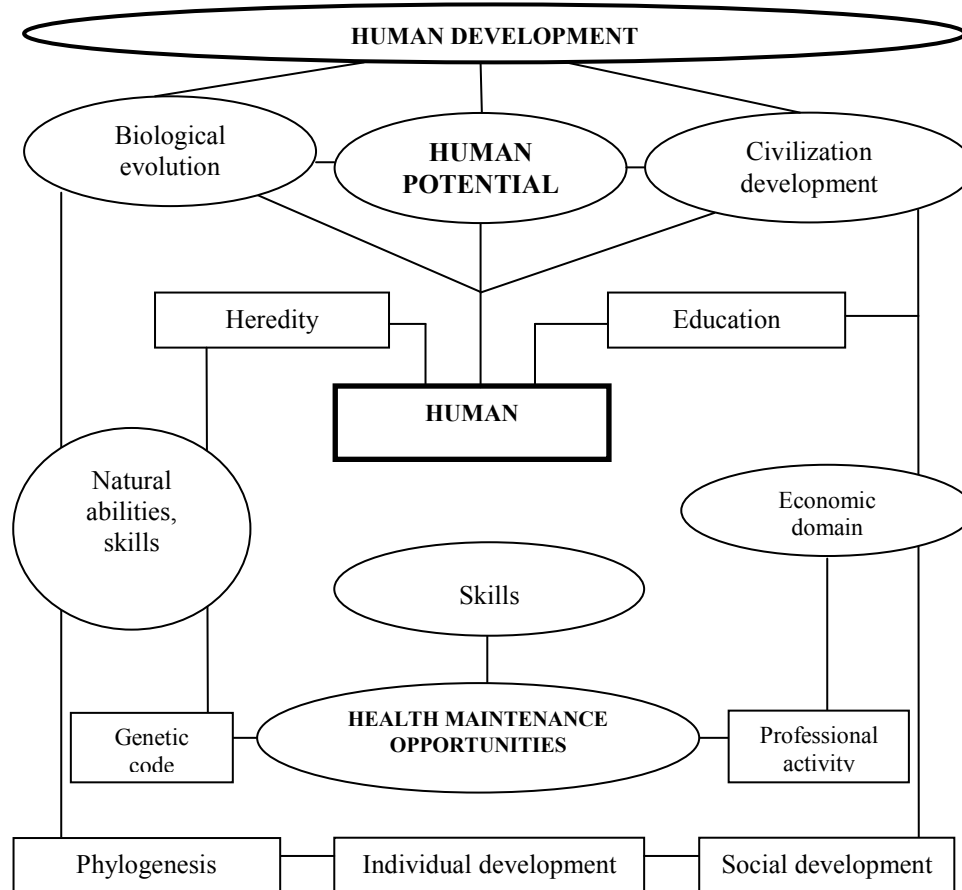 HUMAN DEVELOPMENT
Biological
evolution
HUMAN
POTENTIAL
Civilization
development
Heredity
Education
HUMAN
Natural
abilities,
skills
Economic
domain
Skills
HEALTH MAINTENANCE
OPPORTUNITIES
Genetic
code
Professional
activity
Phylogenesis
Individual development
Social development